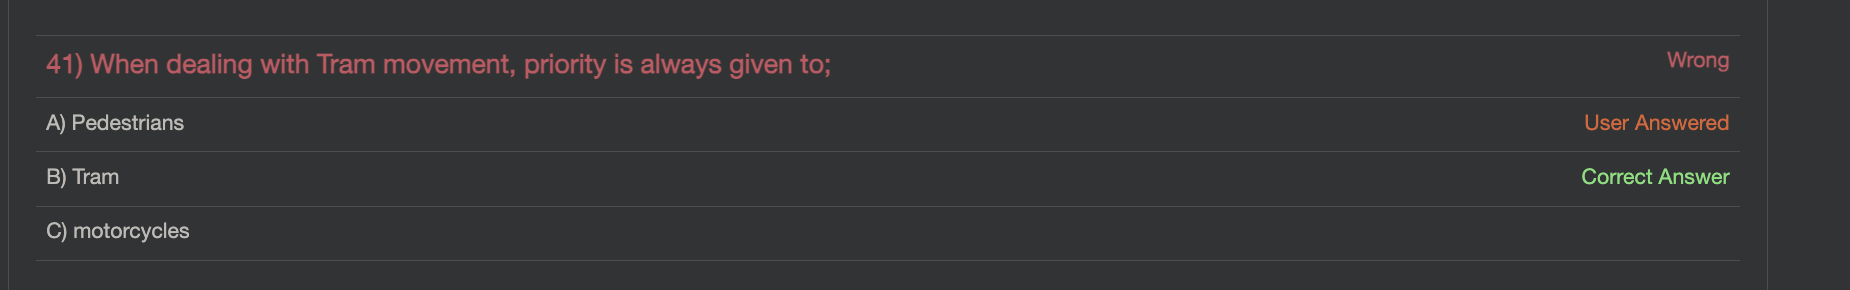 41) When dealing with Tram movement, priority is always given to;
Wrong
A) Pedestrians
User Answered
B) Tram
Correct Answer
C) motorcycles